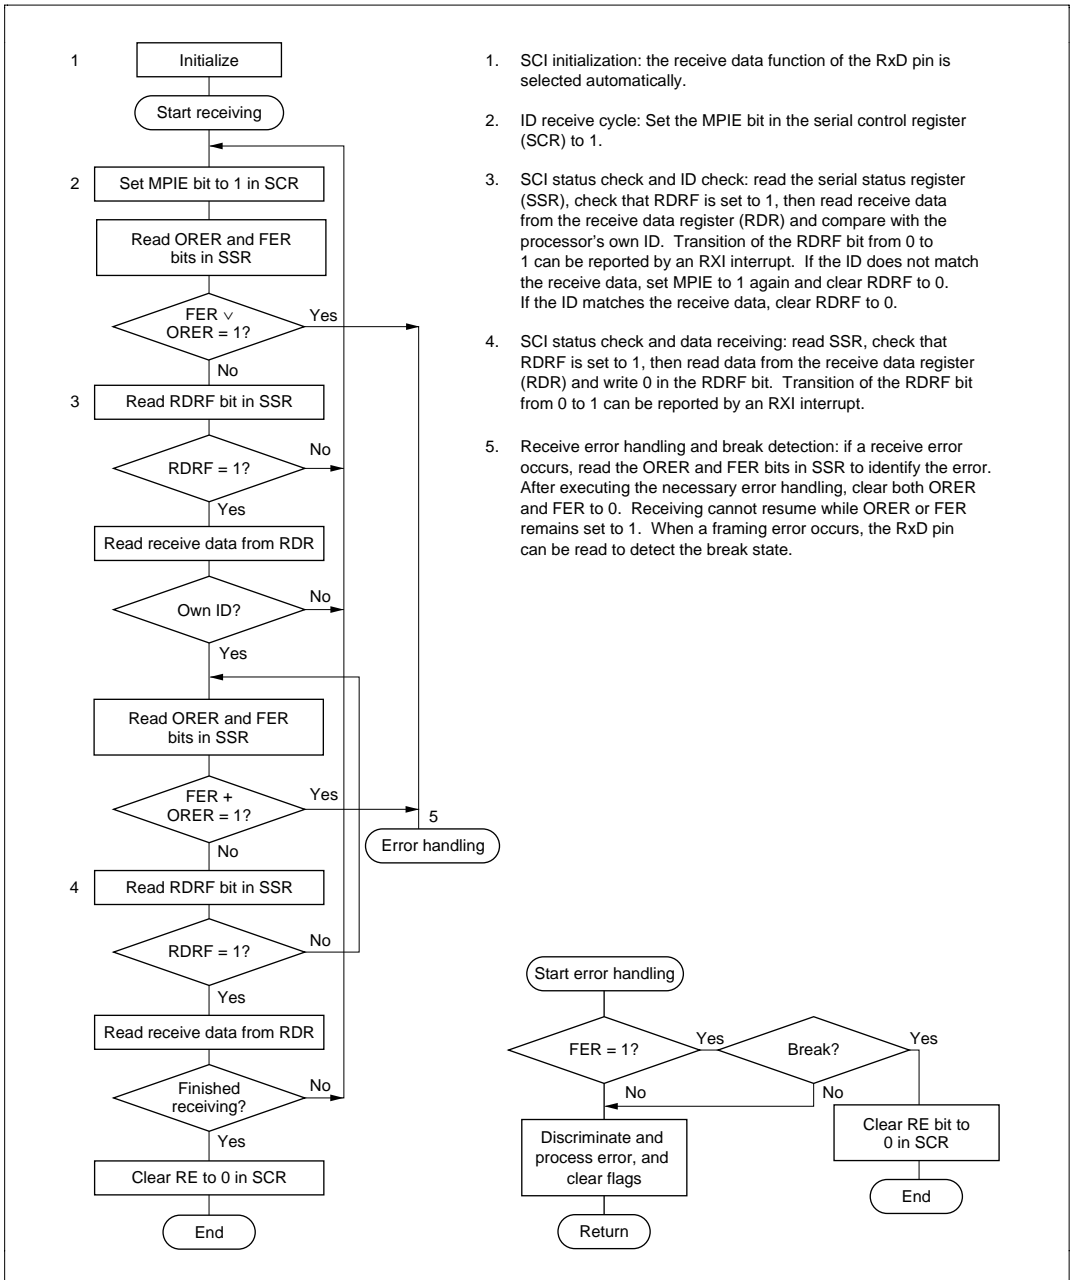 1
Initialize
Start receiving
2
Set MPIE bit to 1 in SCR
Read ORER and FER
bits in SSR
FER ∨
ORER = 1?
Yes
No
3
Read RDRF bit in SSR
RDRF = 1?
No
Yes
Read receive data from RDR
Own ID?
No
Yes
Read ORER and FER
bits in SSR
FER +
ORER = 1?
Yes
No
5
Error handling
4
Read RDRF bit in SSR
RDRF = 1?
No
Yes
Read receive data from RDR
Finished
receiving?
No
Yes
Clear RE to 0 in SCR
End
1. SCI initialization: the receive data function of the RxD pin is
selected automatically.
2. ID receive cycle: Set the MPIE bit in the serial control register
(SCR) to 1.
3. SCI status check and ID check: read the serial status register
(SSR), check that RDRF is set to 1, then read receive data
from the receive data register (RDR) and compare with the
processor's own ID. Transition of the RDRF bit from 0 to
1 can be reported by an RXI interrupt. If the ID does not match
the receive data, set MPIE to 1 again and clear RDRF to 0.
If the ID matches the receive data, clear RDRF to 0.
4. SCI status check and data receiving: read SSR, check that
RDRF is set to 1, then read data from the receive data register
(RDR) and write 0 in the RDRF bit. Transition of the RDRF bit
from 0 to 1 can be reported by an RXI interrupt.
5. Receive error handling and break detection: if a receive error
occurs, read the ORER and FER bits in SSR to identify the error.
After executing the necessary error handling, clear both ORER
and FER to 0. Receiving cannot resume while ORER or FER
remains set to 1. When a framing error occurs, the RxD pin
can be read to detect the break state.
Start error handling
FER = 1?
Yes
Break?
Yes
No
No
Discriminate and
process error, and
clear flags
Return
Clear RE bit to
0 in SCR
End